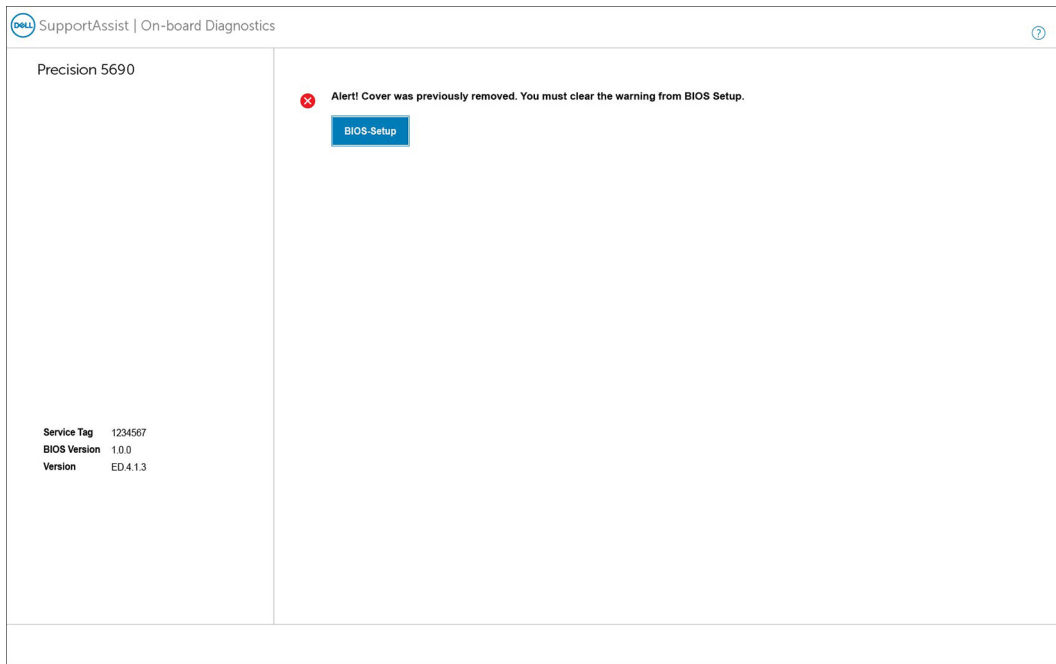 DELL SupportAssist | On-board Diagnostics
?
Precision 5690
Alert! Cover was previously removed. You must clear the warning from BIOS Setup.
BIOS-Setup
Service Tag 1234567
BIOS Version 1.0.0
Version ED.4.1.3